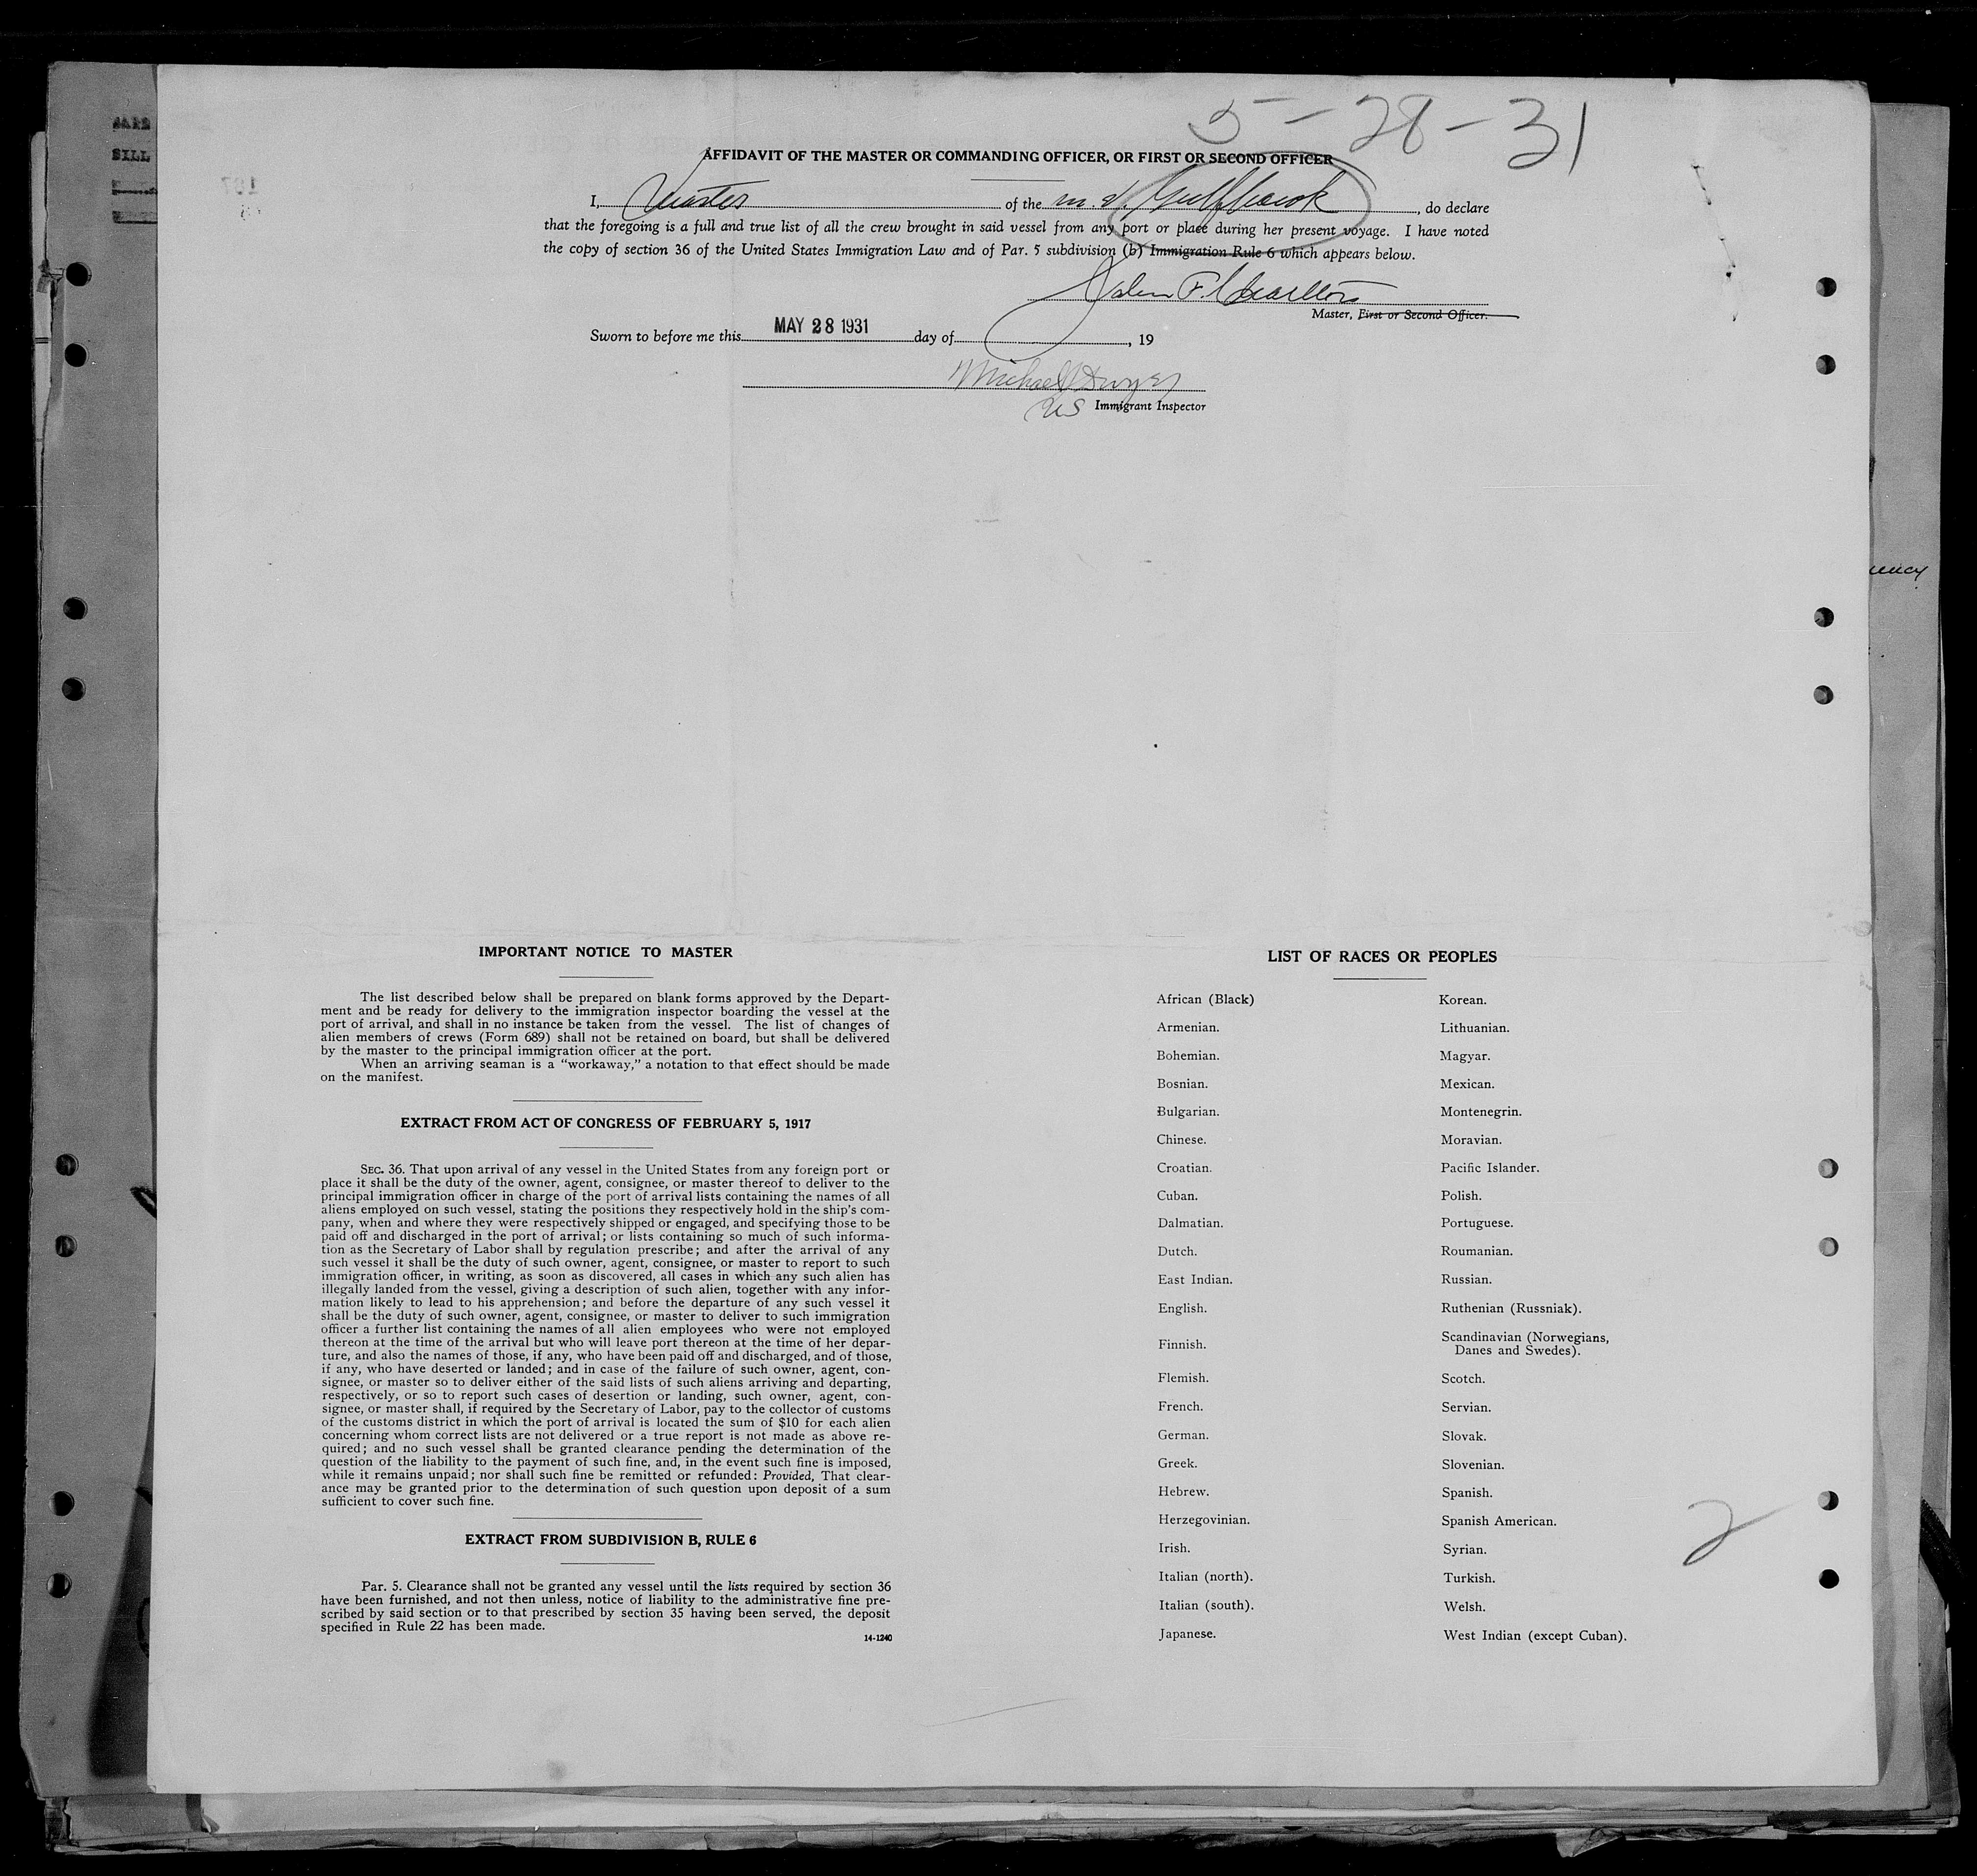 5-28-31
AFFIDAVIT OF THE MASTER OR COMMANDING OFFICER, OR FIRST OR SECOND OFFICER
I, Master of the m.s. Gulfhawk, do declare
that the foregoing is a full and true list of all the crew brought in said vessel from any port or place during her present voyage. I have noted
the copy of section 36 of the United States Immigration Law and of Par. 5 subdivision (b) Immigration Rule 6 which appears below.
John F. Charlton
Master, First or Second Officer.
Sworn to before me this MAY 28 1931 day of , 19
Michael J Dwyer
US Immigrant Inspector
IMPORTANT NOTICE TO MASTER
The list described below shall be prepared on blank forms approved by the Depart-
ment and be ready for delivery to the immigration inspector boarding the vessel at the
port of arrival, and shall in no instance be taken from the vessel. The list of changes of
alien members of crews (Form 689) shall not be retained on board, but shall be delivered
by the master to the principal immigration officer at the port.
When an arriving seaman is a "workaway," a notation to that effect should be made
on the manifest.
EXTRACT FROM ACT OF CONGRESS OF FEBRUARY 5, 1917
SEC. 36. That upon arrival of any vessel in the United States from any foreign port or
place it shall be the duty of the owner, agent, consignee, or master thereof to deliver to the
principal immigration officer in charge of the port of arrival lists containing the names of all
aliens employed on such vessel, stating the positions they respectively hold in the ship's com-
pany, when and where they were respectively shipped or engaged, and specifying those to be
paid off and discharged in the port of arrival; or lists containing so much of such informa-
tion as the Secretary of Labor shall by regulation prescribe; and after the arrival of any
such vessel it shall be the duty of such owner, agent, consignee, or master to report to such
immigration officer, in writing, as soon as discovered, all cases in which any such alien has
illegally landed from the vessel, giving a description of such alien, together with any infor-
mation likely to lead to his apprehension; and before the departure of any such vessel it
shall be the duty of such owner, agent, consignee, or master to deliver to such immigration
officer a further list containing the names of all alien employees who were not employed
thereon at the time of the arrival but who will leave port thereon at the time of her depar-
ture, and also the names of those, if any, who have been paid off and discharged, and of those,
if any, who have deserted or landed; and in case of the failure of such owner, agent, con-
signee, or master so to deliver either of the said lists of such aliens arriving and departing,
respectively, or so to report such cases of desertion or landing, such owner, agent, con-
signee, or master shall, if required by the Secretary of Labor, pay to the collector of customs
of the customs district in which the port of arrival is located the sum of $10 for each alien
concerning whom correct lists are not delivered or a true report is not made as above re-
quired; and no such vessel shall be granted clearance pending the determination of the
question of the liability to the payment of such fine, and, in the event such fine is imposed,
while it remains unpaid; nor shall such fine be remitted or refunded: Provided, That clear-
ance may be granted prior to the determination of such question upon deposit of a sum
sufficient to cover such fine.
EXTRACT FROM SUBDIVISION B, RULE 6
Par. 5. Clearance shall not be granted any vessel until the lists required by section 36
have been furnished, and not then unless, notice of liability to the administrative fine pre-
scribed by said section or to that prescribed by section 35 having been served, the deposit
specified in Rule 22 has been made.
14-1240
LIST OF RACES OR PEOPLES
African (Black)
Armenian.
Bohemian.
Bosnian.
Bulgarian.
Chinese.
Croatian.
Cuban.
Dalmatian.
Dutch.
East Indian.
English.
Finnish.
Flemish.
French.
German.
Greek.
Hebrew.
Herzegovinian.
Irish.
Italian (north).
Italian (south).
Japanese.
Korean.
Lithuanian.
Magyar.
Mexican.
Montenegrin.
Moravian.
Pacific Islander.
Polish.
Portuguese.
Roumanian.
Russian.
Ruthenian (Russniak).
Scandinavian (Norwegians,
Danes and Swedes).
Scotch.
Servian.
Slovak.
Slovenian.
Spanish.
Spanish American.
Syrian.
Turkish.
Welsh.
West Indian (except Cuban).
2